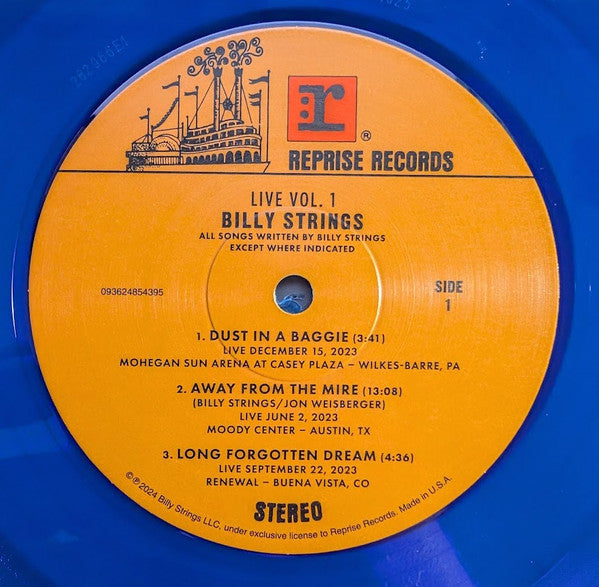 r
®
REPRISE RECORDS
LIVE VOL. 1
BILLY STRINGS
ALL SONGS WRITTEN BY BILLY STRINGS
EXCEPT WHERE INDICATED
093624854395
SIDE
1
1. DUST IN A BAGGIE (3:41)
LIVE DECEMBER 15, 2023
MOHEGAN SUN ARENA AT CASEY PLAZA – WILKES-BARRE, PA
2. AWAY FROM THE MIRE (13:08)
(BILLY STRINGS/JON WEISBERGER)
LIVE JUNE 2, 2023
MOODY CENTER – AUSTIN, TX
3. LONG FORGOTTEN DREAM (4:36)
LIVE SEPTEMBER 22, 2023
RENEWAL – BUENA VISTA, CO
STEREO
©℗2024 Billy Strings LLC, under exclusive license to Reprise Records. Made in U.S.A.